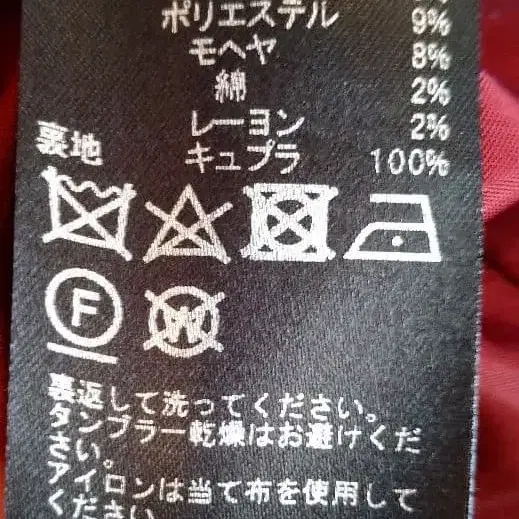 ポリエステル 9%
モヘヤ 8%
綿 2%
レーヨン 2%
裏地 キュプラ 100%
F W
裏返して洗ってください。
タンブラー乾燥はお避けくだ
さい。
アイロンは当て布を使用して
ください